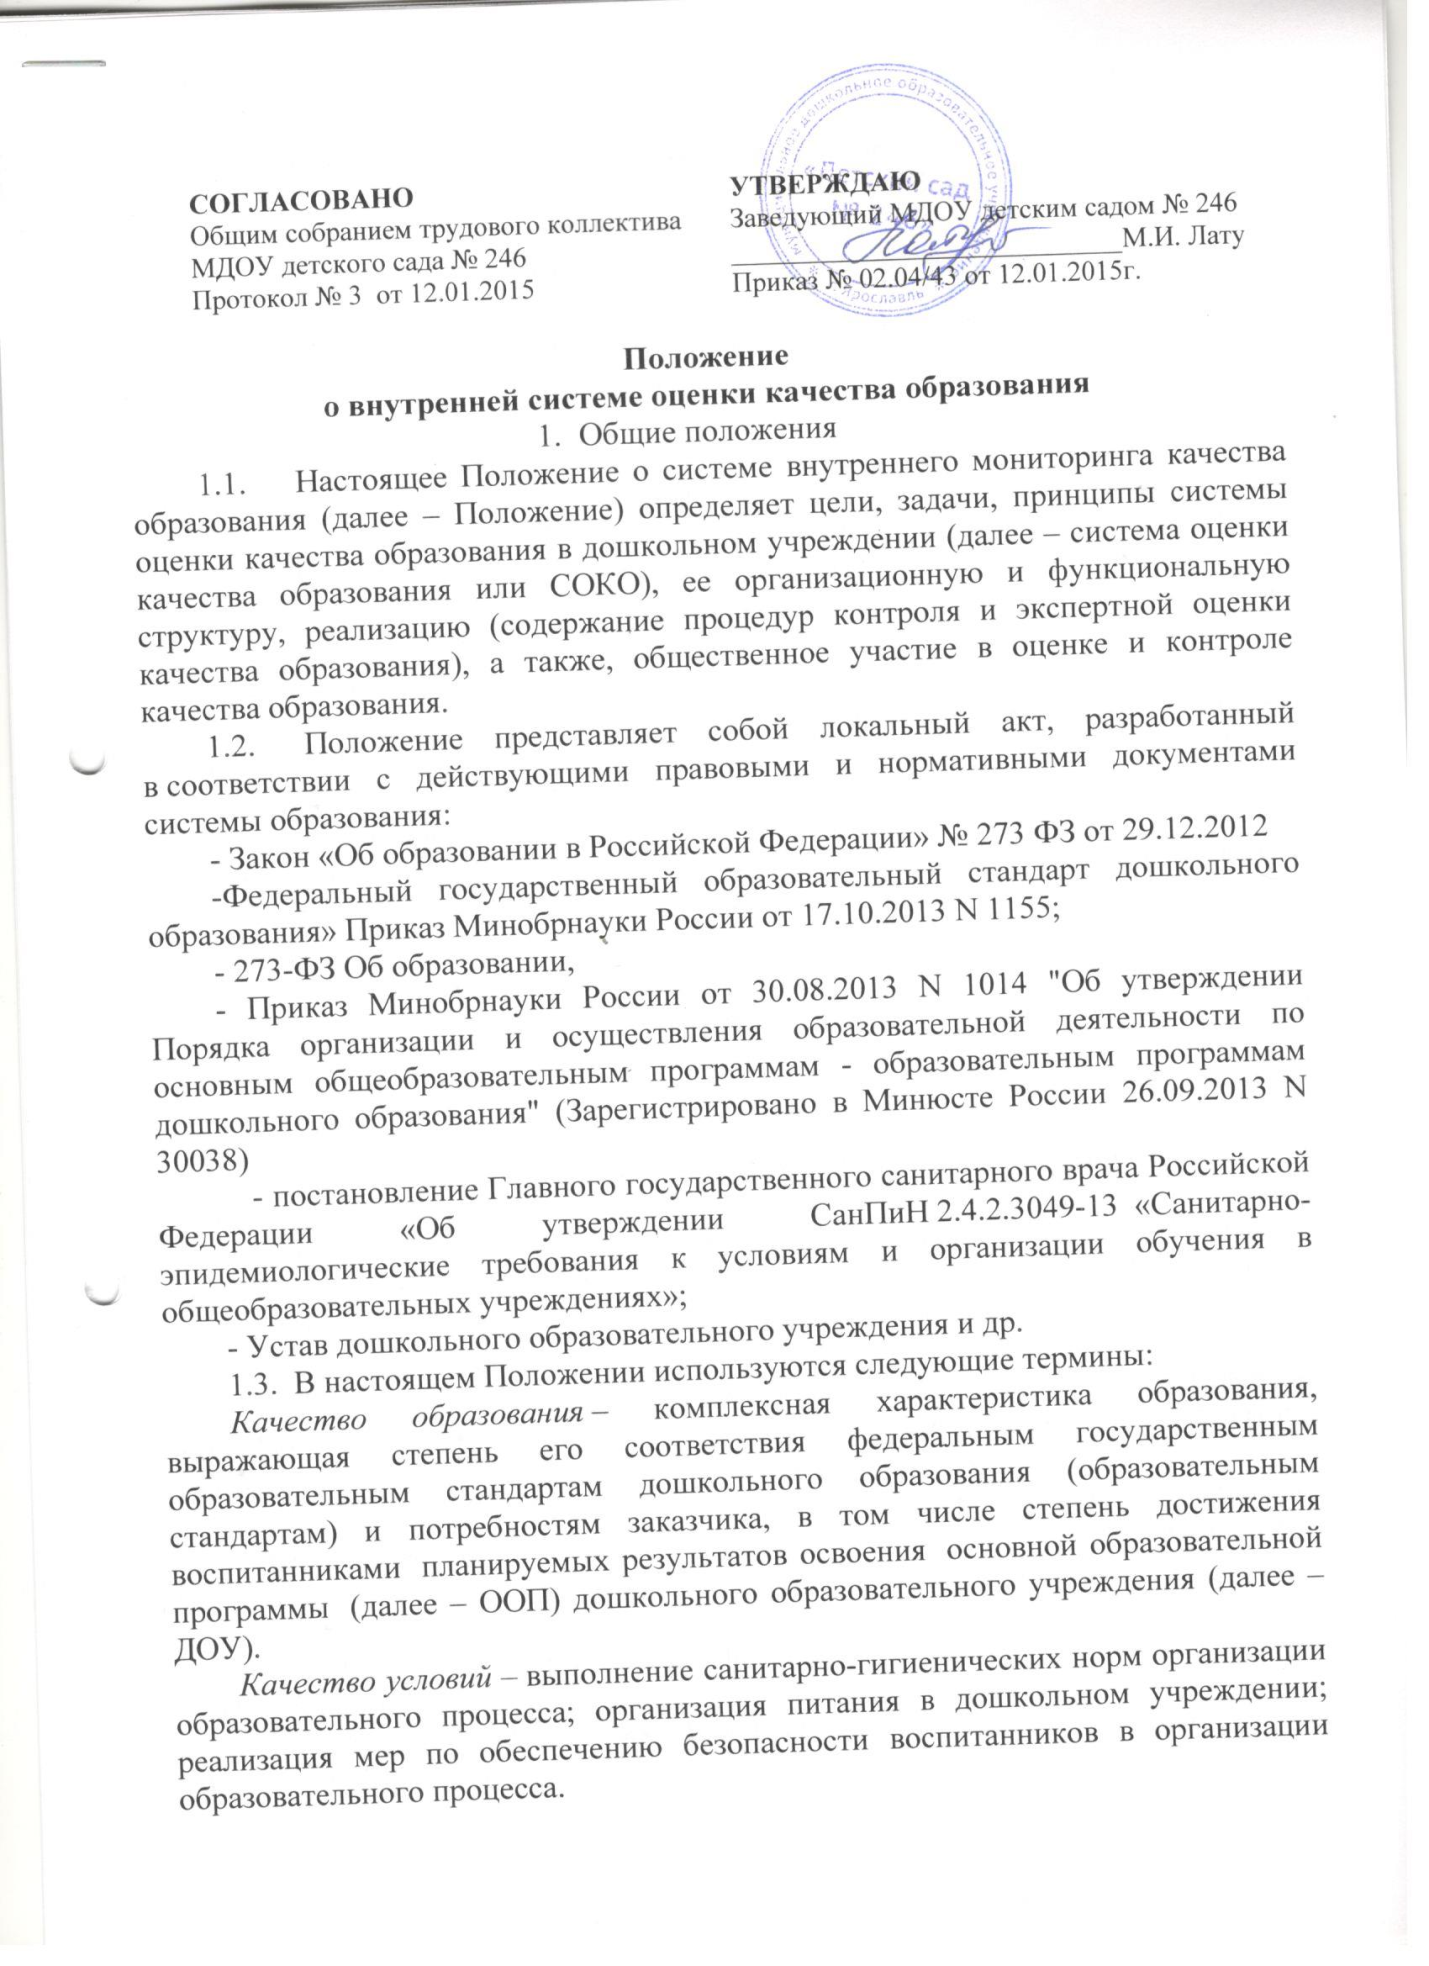 муниципальное дошкольное образовательное учреждение
«Детский сад
№ 246»
Ярославль
СОГЛАСОВАНО
Общим собранием трудового коллектива
МДОУ детского сада № 246
Протокол № 3 от 12.01.2015
УТВЕРЖДАЮ
Заведующий МДОУ детским садом № 246
М.И. Лату
Приказ № 02.04/43 от 12.01.2015г.
Положение
о внутренней системе оценки качества образования
1. Общие положения
1.1. Настоящее Положение о системе внутреннего мониторинга качества
образования (далее – Положение) определяет цели, задачи, принципы системы
оценки качества образования в дошкольном учреждении (далее – система оценки
качества образования или СОКО), ее организационную и функциональную
структуру, реализацию (содержание процедур контроля и экспертной оценки
качества образования), а также, общественное участие в оценке и контроле
качества образования.
1.2. Положение представляет собой локальный акт, разработанный
в соответствии с действующими правовыми и нормативными документами
системы образования:
- Закон «Об образовании в Российской Федерации» № 273 ФЗ от 29.12.2012
-Федеральный государственный образовательный стандарт дошкольного
образования» Приказ Минобрнауки России от 17.10.2013 N 1155;
- 273-ФЗ Об образовании,
- Приказ Минобрнауки России от 30.08.2013 N 1014 "Об утверждении
Порядка организации и осуществления образовательной деятельности по
основным общеобразовательным программам - образовательным программам
дошкольного образования" (Зарегистрировано в Минюсте России 26.09.2013 N
30038)
- постановление Главного государственного санитарного врача Российской
Федерации «Об утверждении СанПиН 2.4.2.3049-13 «Санитарно-
эпидемиологические требования к условиям и организации обучения в
общеобразовательных учреждениях»;
- Устав дошкольного образовательного учреждения и др.
1.3. В настоящем Положении используются следующие термины:
Качество образования – комплексная характеристика образования,
выражающая степень его соответствия федеральным государственным
образовательным стандартам дошкольного образования (образовательным
стандартам) и потребностям заказчика, в том числе степень достижения
воспитанниками планируемых результатов освоения основной образовательной
программы (далее – ООП) дошкольного образовательного учреждения (далее –
ДОУ).
Качество условий – выполнение санитарно-гигиенических норм организации
образовательного процесса; организация питания в дошкольном учреждении;
реализация мер по обеспечению безопасности воспитанников в организации
образовательного процесса.